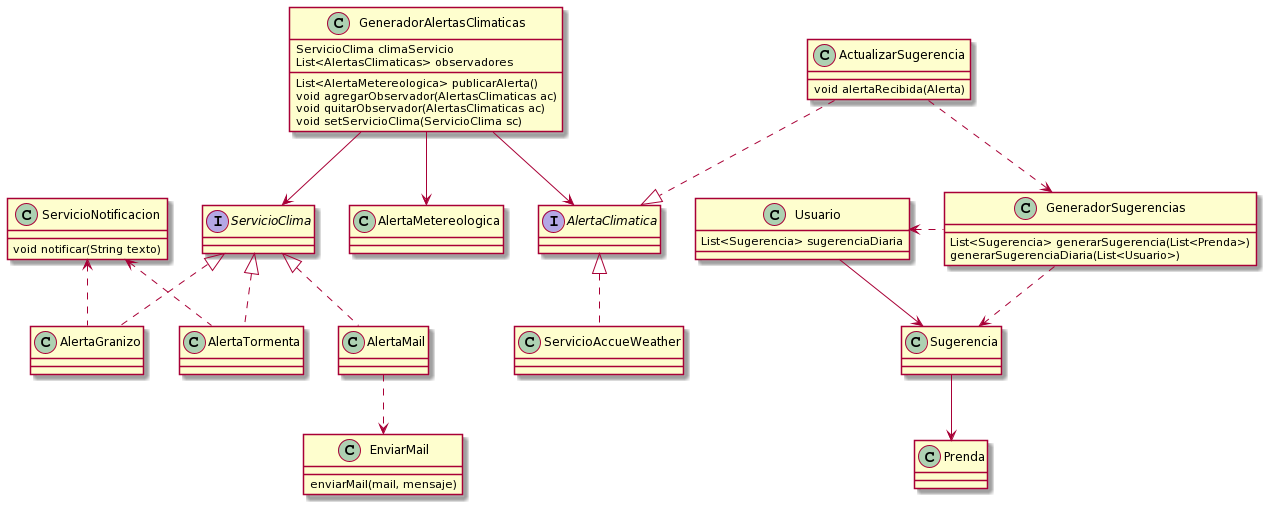 C GeneradorAlertasClimaticas
ServicioClima climaServicio
List<AlertasClimaticas> observadores
List<AlertaMetereologica> publicarAlerta()
void agregarObservador(AlertasClimaticas ac)
void quitarObservador(AlertasClimaticas ac)
void setServicioClima(ServicioClima sc)
C ActualizarSugerencia
void alertaRecibida(Alerta)
C ServicioNotificacion
void notificar(String texto)
I ServicioClima
C AlertaMetereologica
I AlertaClimatica
C Usuario
List<Sugerencia> sugerenciaDiaria
C GeneradorSugerencias
List<Sugerencia> generarSugerencia(List<Prenda>)
generarSugerenciaDiaria(List<Usuario>)
C AlertaGranizo
C AlertaTormenta
C AlertaMail
C ServicioAccueWeather
C Sugerencia
C EnviarMail
enviarMail(mail, mensaje)
C Prenda